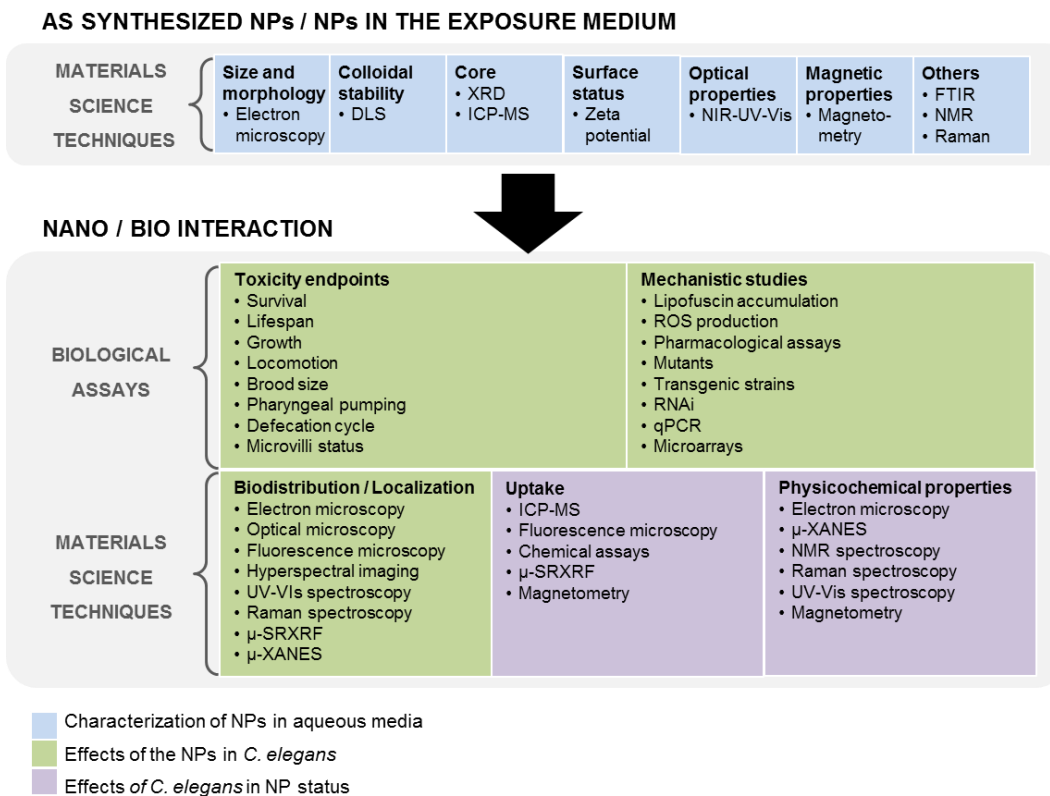 AS SYNTHESIZED NPs / NPs IN THE EXPOSURE MEDIUM
MATERIALS
SCIENCE
TECHNIQUES
Size and
morphology
• Electron
microscopy
Colloidal
stability
• DLS
Core
• XRD
• ICP-MS
Surface
status
• Zeta
potential
Optical
properties
• NIR-UV-Vis
Magnetic
properties
• Magneto-
metry
Others
• FTIR
• NMR
• Raman
NANO / BIO INTERACTION
BIOLOGICAL
ASSAYS
Toxicity endpoints
• Survival
• Lifespan
• Growth
• Locomotion
• Brood size
• Pharyngeal pumping
• Defecation cycle
• Microvilli status
Mechanistic studies
• Lipofuscin accumulation
• ROS production
• Pharmacological assays
• Mutants
• Transgenic strains
• RNAi
• qPCR
• Microarrays
MATERIALS
SCIENCE
TECHNIQUES
Biodistribution / Localization
• Electron microscopy
• Optical microscopy
• Fluorescence microscopy
• Hyperspectral imaging
• UV-VIs spectroscopy
• Raman spectroscopy
• µ-SRXRF
• µ-XANES
Uptake
• ICP-MS
• Fluorescence microscopy
• Chemical assays
• µ-SRXRF
• Magnetometry
Physicochemical properties
• Electron microscopy
• µ-XANES
• NMR spectroscopy
• Raman spectroscopy
• UV-Vis spectroscopy
• Magnetometry
Characterization of NPs in aqueous media
Effects of the NPs in C. elegans
Effects of C. elegans in NP status